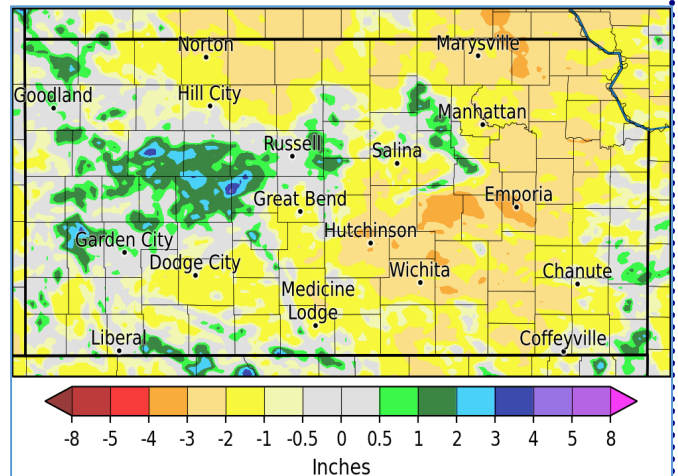 Norton
Marysville
Goodland
Hill City
Manhattan
Russell
Salina
Great Bend
Emporia
Hutchinson
Garden City
Dodge City
Wichita
Chanute
Medicine
Lodge
Liberal
Coffeyville
-8 -5 -4 -3 -2 -1 -0.5 0 0.5 1 2 3 4 5 8
Inches